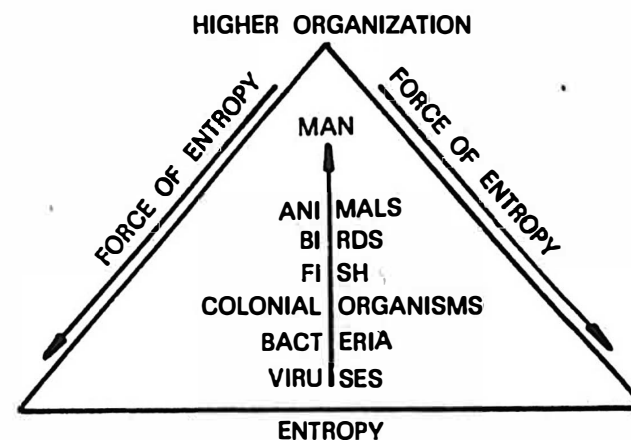 HIGHER ORGANIZATION
FORCE OF ENTROPY
FORCE OF ENTROPY
MAN
ANIMALS
BIRDS
FISH
COLONIAL ORGANISMS
BACTERIA
VIRUSES
ENTROPY